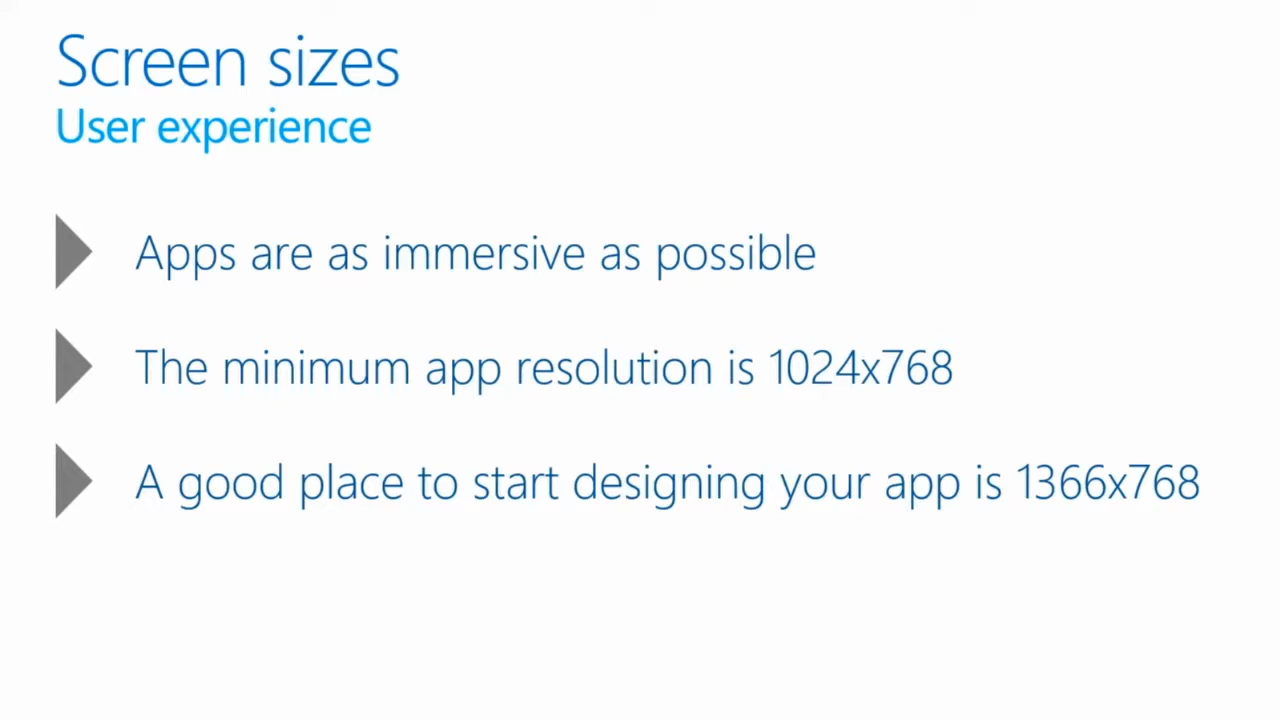 Screen sizes
User experience
Apps are as immersive as possible
The minimum app resolution is 1024x768
A good place to start designing your app is 1366x768